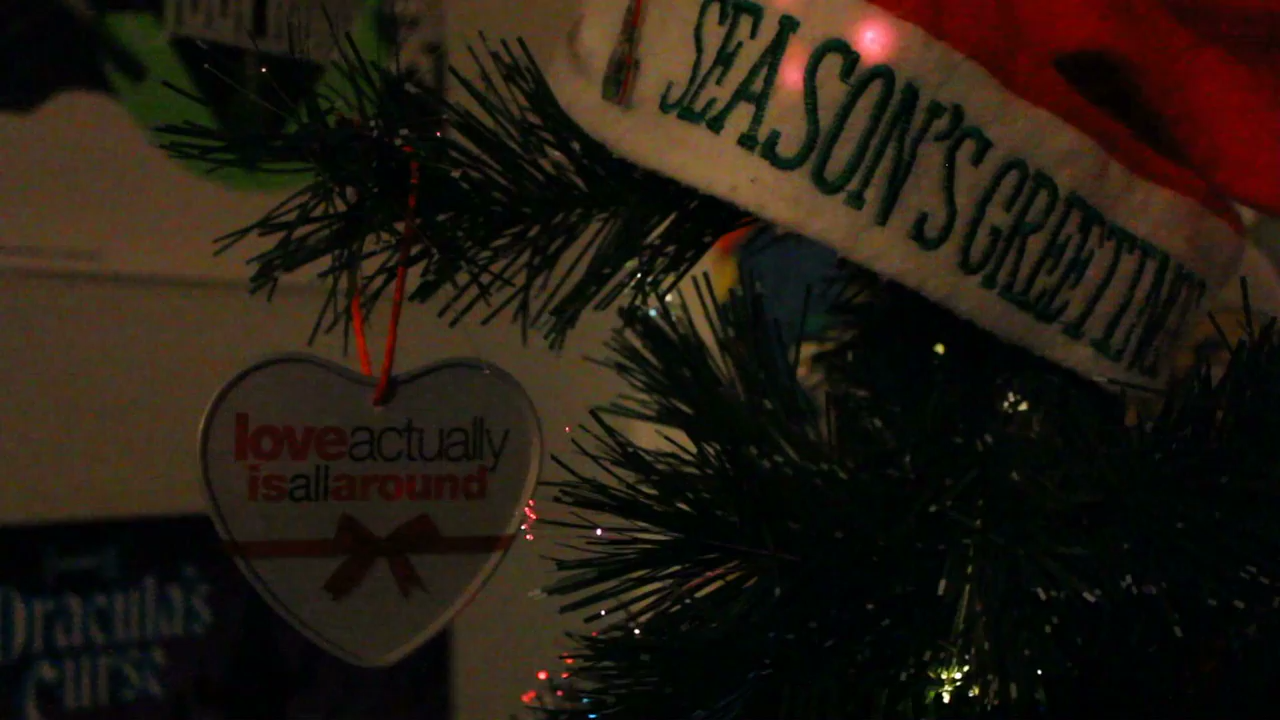 SEASON'S GREETIN
loveactually
isallaround
Dracula's
Curse